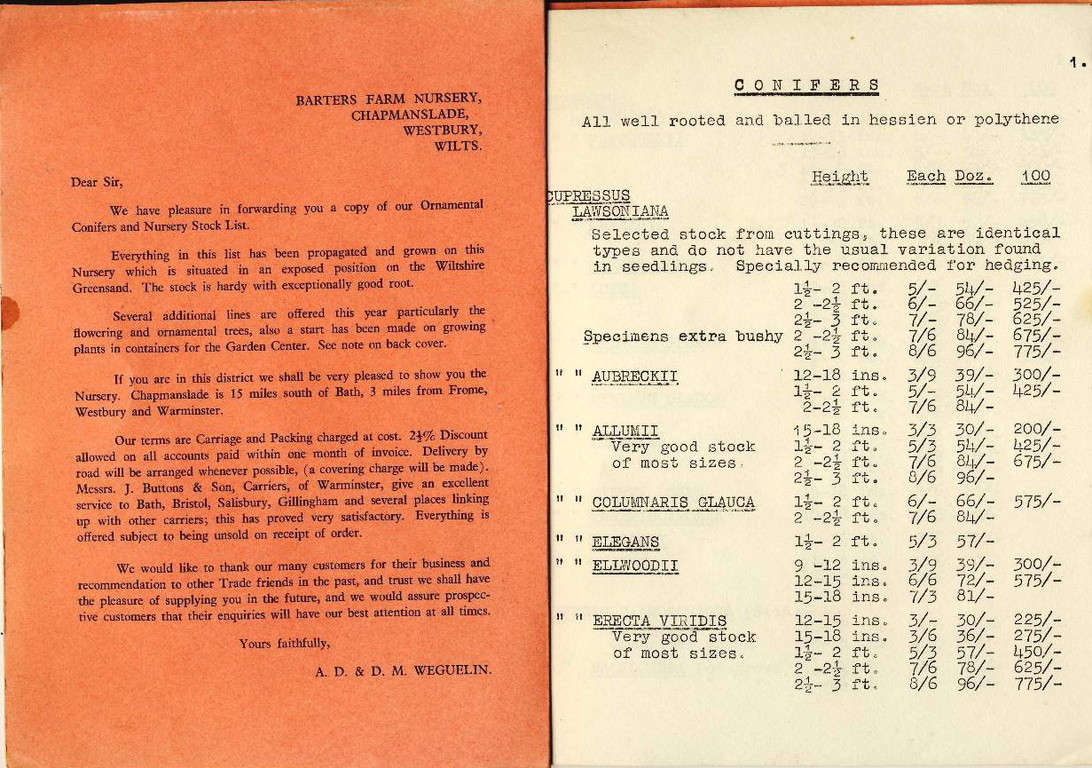 BARTERS FARM NURSERY,
CHAPMANSLADE,
WESTBURY,
WILTS.
Dear Sir,
We have pleasure in forwarding you a copy of our Ornamental
Conifers and Nursery Stock List.
Everything in this list has been propagated and grown on this
Nursery which is situated in an exposed position on the Wiltshire
Greensand. The stock is hardy with exceptionally good root.
Several additional lines are offered this year particularly the
flowering and ornamental trees, also a start has been made on growing
plants in containers for the Garden Center. See note on back cover.
If you are in this district we shall be very pleased to show you the
Nursery. Chapmanslade is 15 miles south of Bath, 3 miles from Frome,
Westbury and Warminster.
Our terms are Carriage and Packing charged at cost. 2½% Discount
allowed on all accounts paid within one month of invoice. Delivery by
road will be arranged whenever possible, (a covering charge will be made).
Messrs. J. Buttons & Son, Carriers, of Warminster, give an excellent
service to Bath, Bristol, Salisbury, Gillingham and several places linking
up with other carriers; this has proved very satisfactory. Everything is
offered subject to being unsold on receipt of order.
We would like to thank our many customers for their business and
recommendation to other Trade friends in the past, and trust we shall have
the pleasure of supplying you in the future, and we would assure prospec-
tive customers that their enquiries will have our best attention at all times.
Yours faithfully,
A. D. & D. M. WEGUELIN.
1.
CONIFERS
All well rooted and balled in hessien or polythene
Height Each Doz. 100
CUPRESSUS
LAWSONIANA
Selected stock from cuttings, these are identical
types and do not have the usual variation found
in seedlings. Specially recommended for hedging.
1½- 2 ft. 5/- 54/- 425/-
2 -2½ ft. 6/- 66/- 525/-
2½- 3 ft. 7/- 78/- 625/-
Specimens extra bushy 2 -2½ ft. 7/6 84/- 675/-
2½- 3 ft. 8/6 96/- 775/-
" " AUBRECKII 12-18 ins. 3/9 39/- 300/-
1½- 2 ft. 5/- 54/- 425/-
2-2½ ft. 7/6 84/-
" " ALLUMII 15-18 ins. 3/3 30/- 200/-
Very good stock 1½- 2 ft. 5/3 54/- 425/-
of most sizes. 2 -2½ ft. 7/6 84/- 675/-
2½- 3 ft. 8/6 96/-
" " COLUMNARIS GLAUCA 1½- 2 ft. 6/- 66/- 575/-
2 -2½ ft. 7/6 84/-
" " ELEGANS 1½- 2 ft. 5/3 57/-
" " ELLWOODII 9 -12 ins. 3/9 39/- 300/-
12-15 ins. 6/6 72/- 575/-
15-18 ins. 7/3 81/-
" " ERECTA VIRIDIS 12-15 ins. 3/- 30/- 225/-
Very good stock 15-18 ins. 3/6 36/- 275/-
of most sizes. 1½- 2 ft. 5/3 57/- 450/-
2 -2½ ft. 7/6 78/- 625/-
2½- 3 ft. 8/6 96/- 775/-